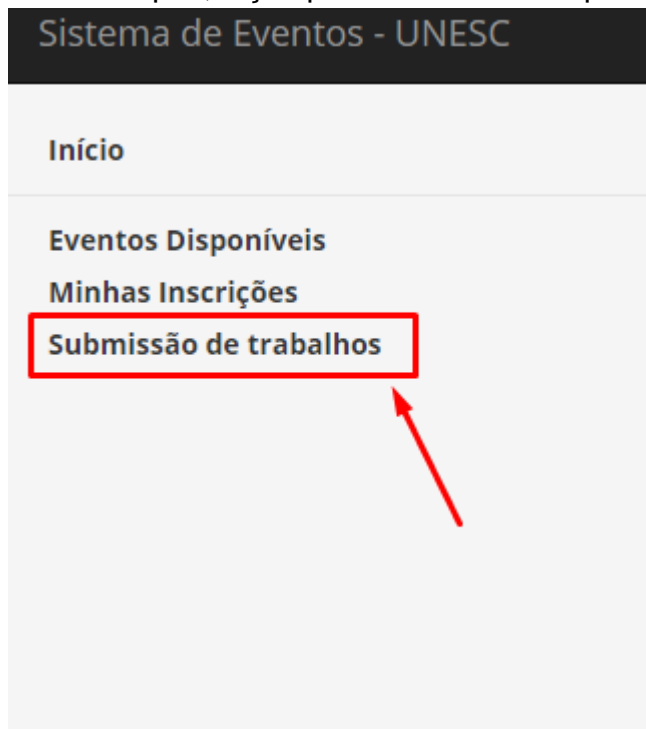 Sistema de Eventos - UNESC
Início
Eventos Disponíveis
Minhas Inscrições
Submissão de trabalhos